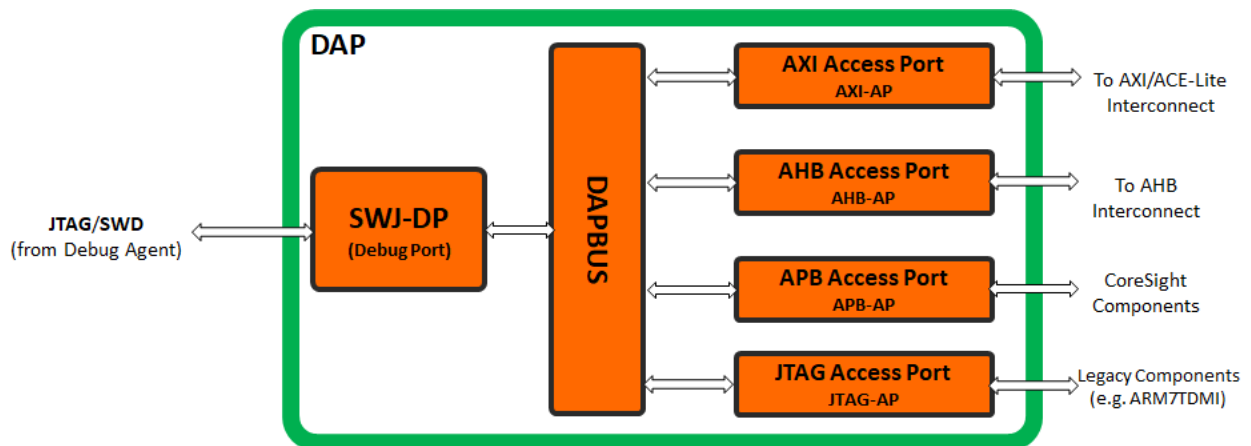 DAP
JTAG/SWD
(from Debug Agent)
SWJ-DP
(Debug Port)
DAPBUS
AXI Access Port
AXI-AP
To AXI/ACE-Lite
Interconnect
AHB Access Port
AHB-AP
To AHB
Interconnect
APB Access Port
APB-AP
CoreSight
Components
JTAG Access Port
JTAG-AP
Legacy Components
(e.g. ARM7TDMI)